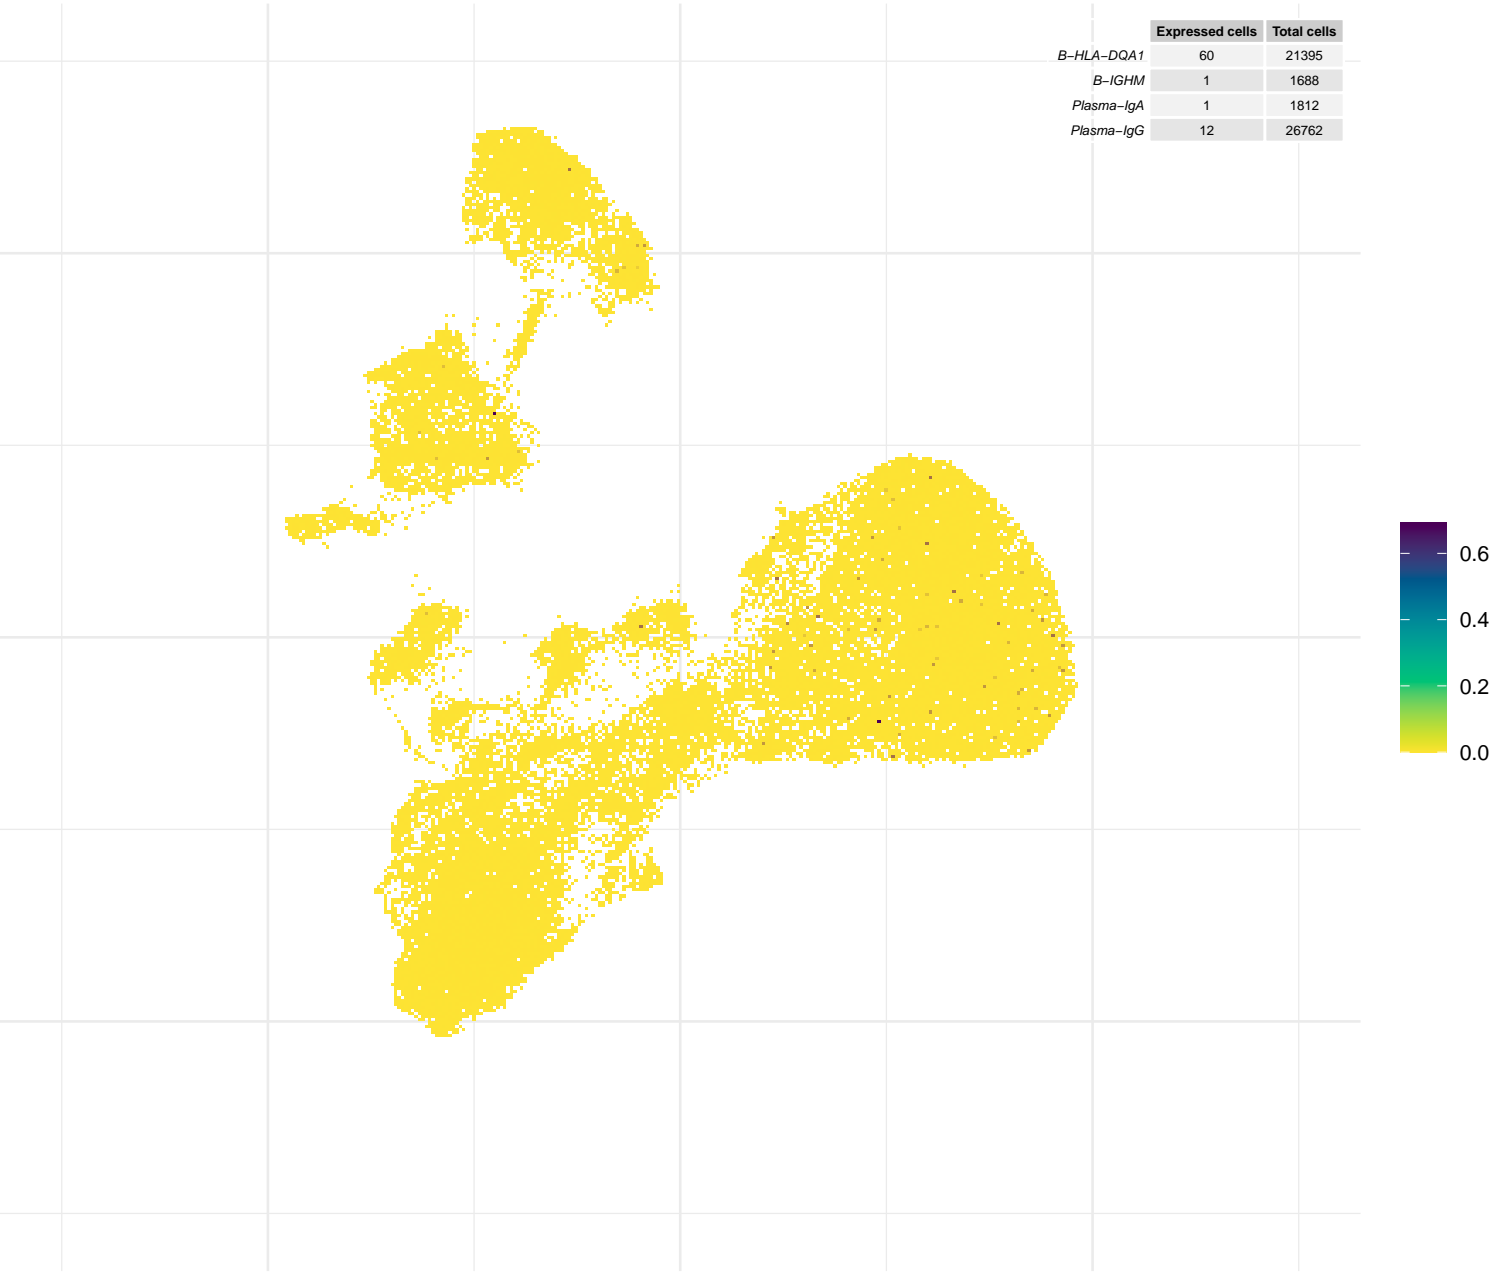 Expressed cells Total cells
B−HLA−DQA1 60 21395
B−IGHM 1 1688
Plasma−IgA 1 1812
Plasma−IgG 12 26762
0.6
0.4
0.2
0.0